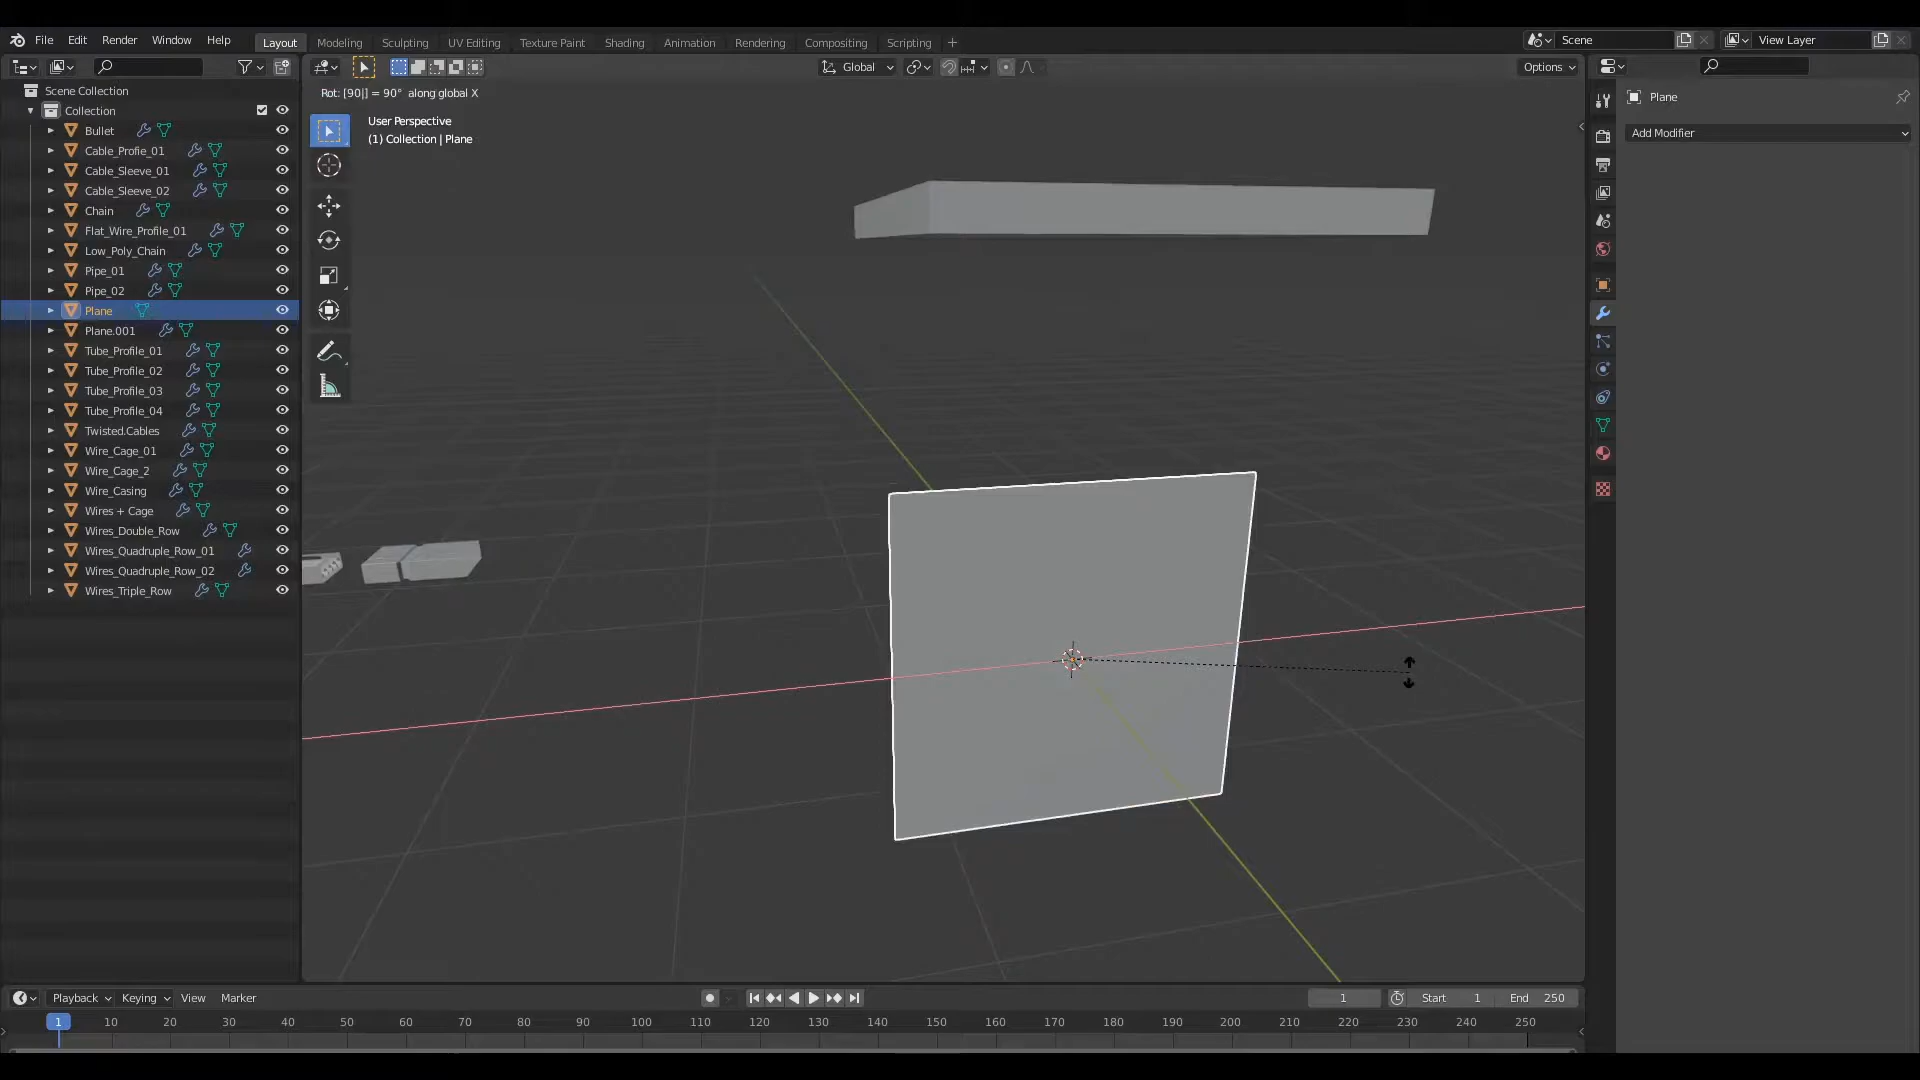 File Edit Render Window Help Layout Modeling Sculpting UV Editing Texture Paint Shading Animation Rendering Compositing Scripting + Scene View Layer
Global Options
Scene Collection
Collection
Bullet
Cable_Profie_01
Cable_Sleeve_01
Cable_Sleeve_02
Chain
Flat_Wire_Profile_01
Low_Poly_Chain
Pipe_01
Pipe_02
Plane
Plane.001
Tube_Profile_01
Tube_Profile_02
Tube_Profile_03
Tube_Profile_04
Twisted.Cables
Wire_Cage_01
Wire_Cage_2
Wire_Casing
Wires + Cage
Wires_Double_Row
Wires_Quadruple_Row_01
Wires_Quadruple_Row_02
Wires_Triple_Row
Rot: [90|] = 90° along global X
User Perspective
(1) Collection | Plane
Plane
Add Modifier
Playback Keying View Marker 1 Start 1 End 250
1 10 20 30 40 50 60 70 80 90 100 110 120 130 140 150 160 170 180 190 200 210 220 230 240 250